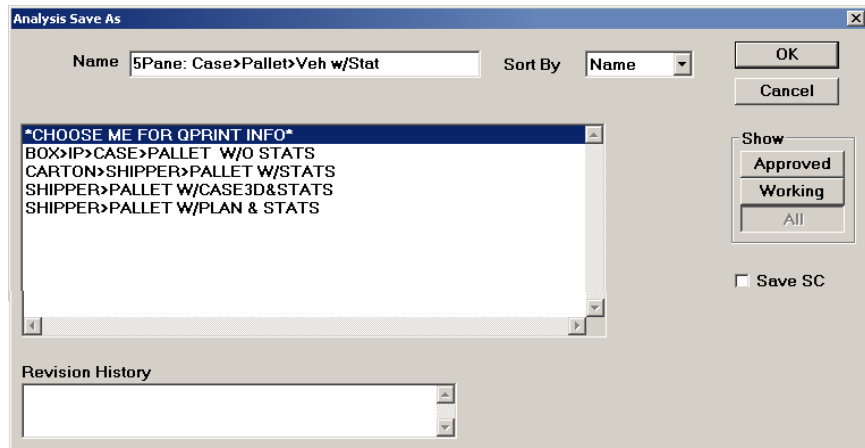 Analysis Save As
Name 5Pane: Case>Pallet>Veh w/Stat Sort By Name OK
Cancel
*CHOOSE ME FOR QPRINT INFO*
BOX>IP>CASE>PALLET W/O STATS
CARTON>SHIPPER>PALLET W/STATS
SHIPPER>PALLET W/CASE3D&STATS
SHIPPER>PALLET W/PLAN & STATS
Show
Approved
Working
All
Save SC
Revision History